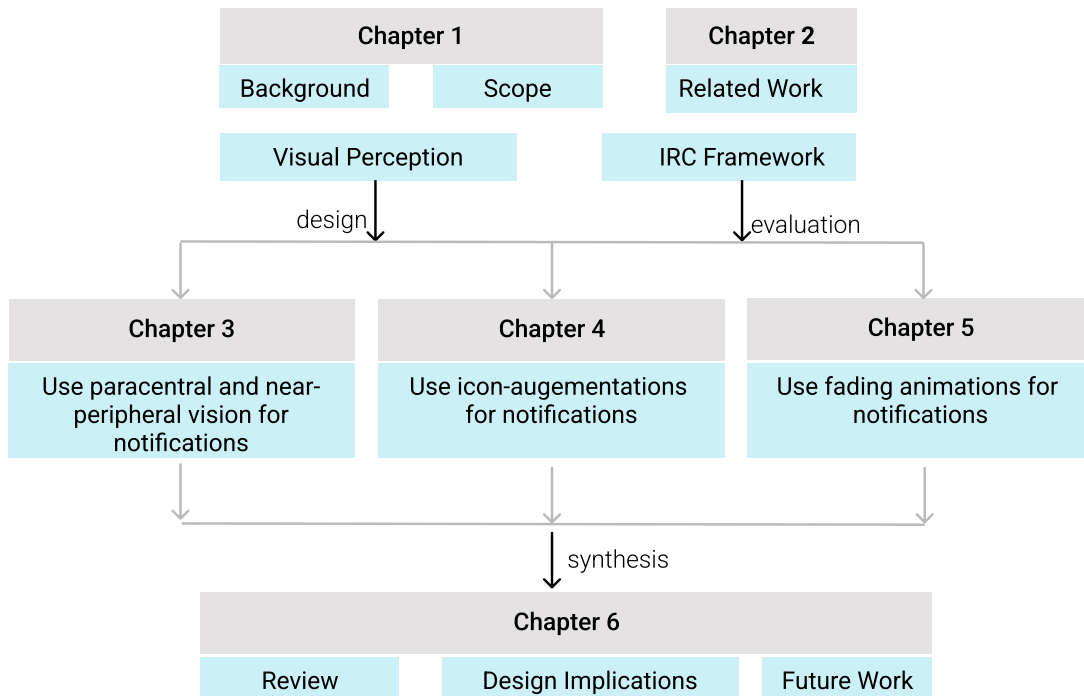 Chapter 1
Chapter 2
Background
Scope
Related Work
Visual Perception
IRC Framework
design
evaluation
Chapter 3
Chapter 4
Chapter 5
Use paracentral and near-
peripheral vision for
notifications
Use icon-augementations
for notifications
Use fading animations for
notifications
synthesis
Chapter 6
Review
Design Implications
Future Work